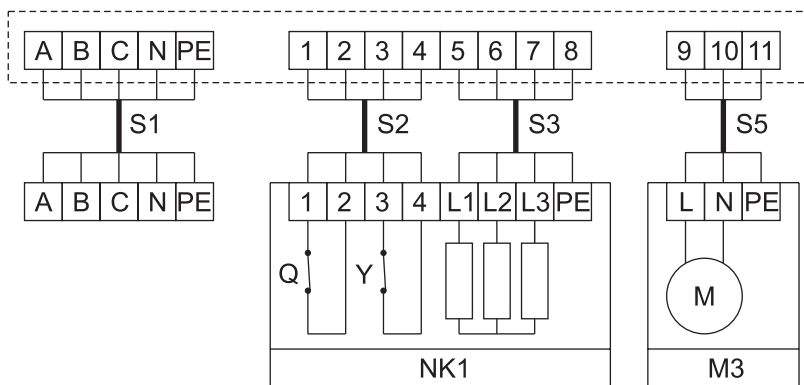 A B C N PE 1 2 3 4 5 6 7 8 9 10 11
S1 S2 S3 S5
A B C N PE 1 2 3 4 L1 L2 L3 PE L N PE
Q Y M
NK1 M3